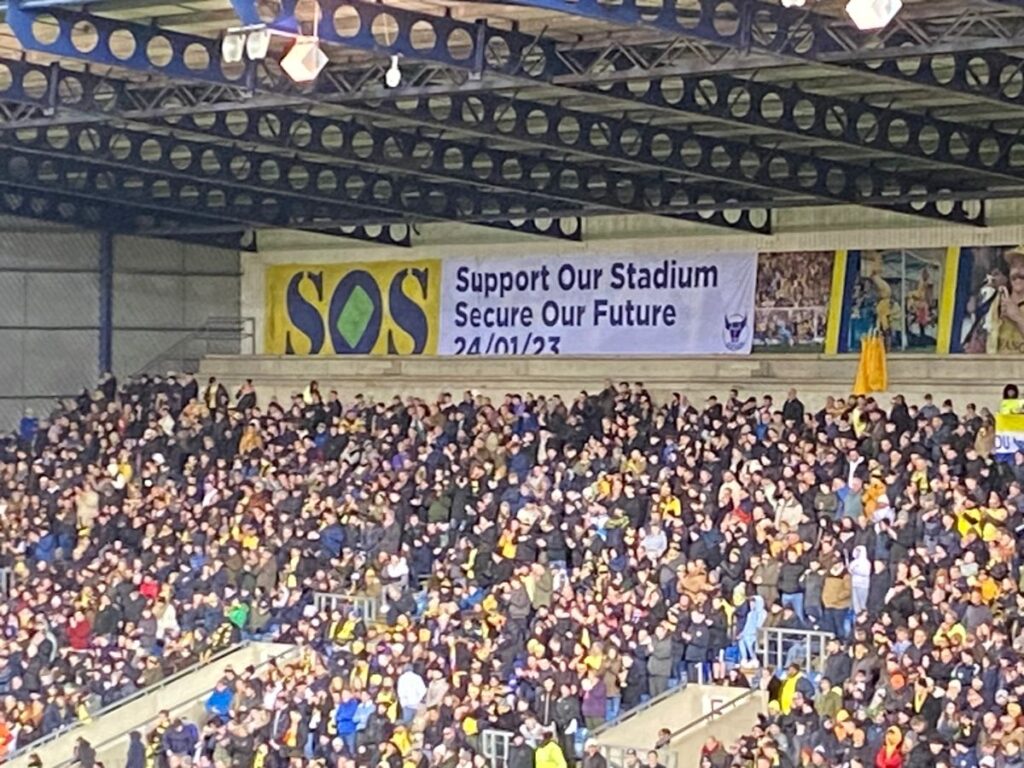 SOS
Support Our Stadium
Secure Our Future
24/01/23
F